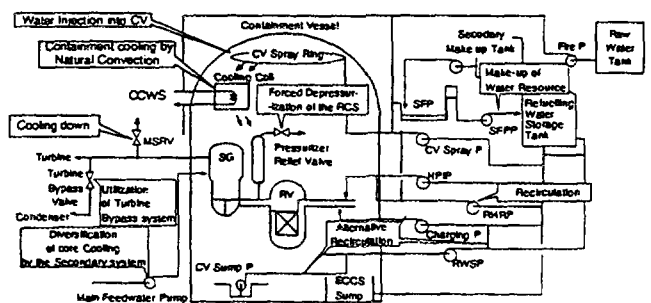 Water Injection into CV
Containment Vessel
Containment cooling by
Natural Convection
CV Spray Ring
Cooling Coil
CCWS
Forced Depressur-
ization of the RCS
Secondary
Make-up Tank
Fire P
Raw
Water
Tank
Make-up of
Water Resource
SFP
SFPP
Refuelling
Water
Storage
Tank
Cooling down
MSRV
SG
Pressurizer
Relief Valve
CV Spray P
Turbine
Turbine
Bypass
Valve
Condenser
Utilization
of Turbine
Bypass system
RV
HPIP
Recirculation
RHRP
Diversification
of core Cooling
by the Secondary system
Alternative
Recirculation
Charging P
RWSP
CV Sump P
ECCS
Sump
Main Feedwater Pump